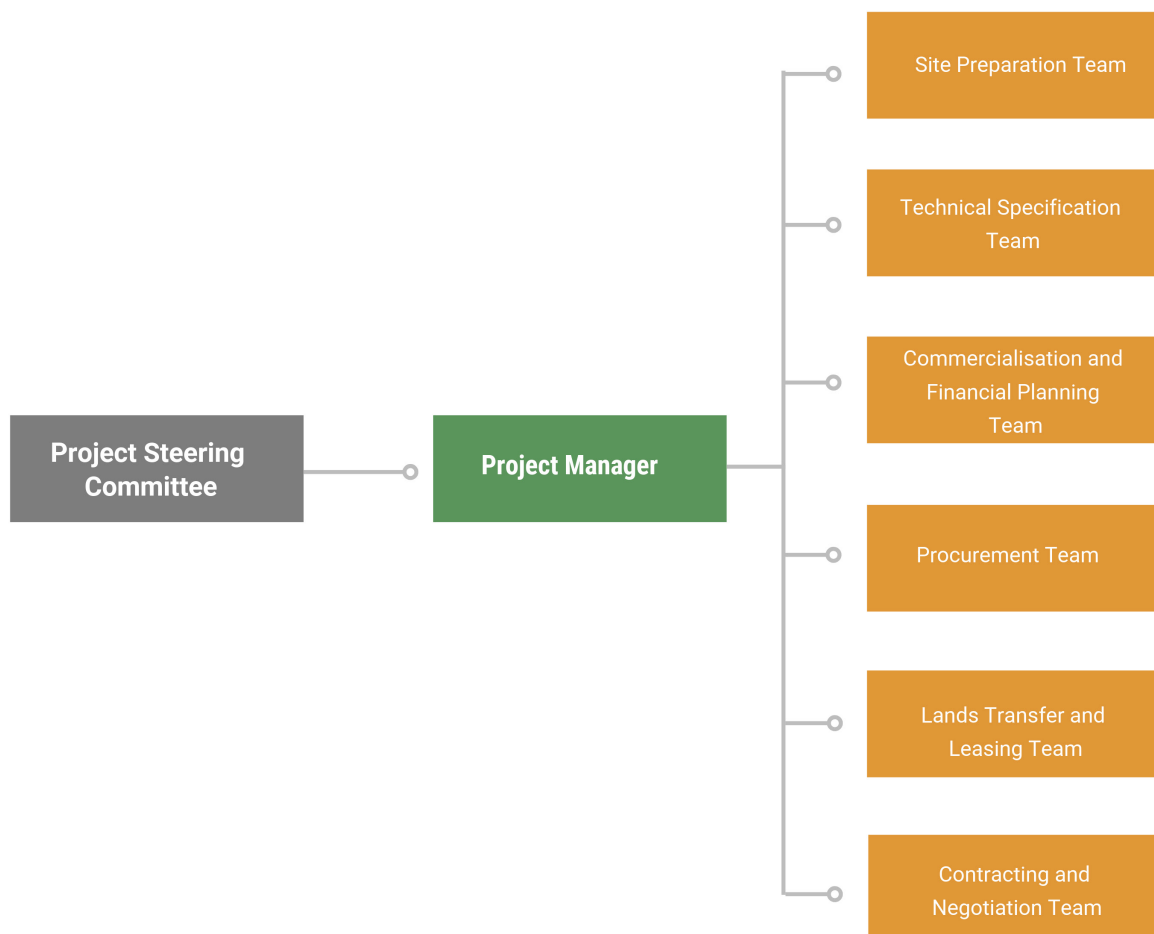 Project Steering
Committee
Project Manager
Site Preparation Team
Technical Specification
Team
Commercialisation and
Financial Planning
Team
Procurement Team
Lands Transfer and
Leasing Team
Contracting and
Negotiation Team